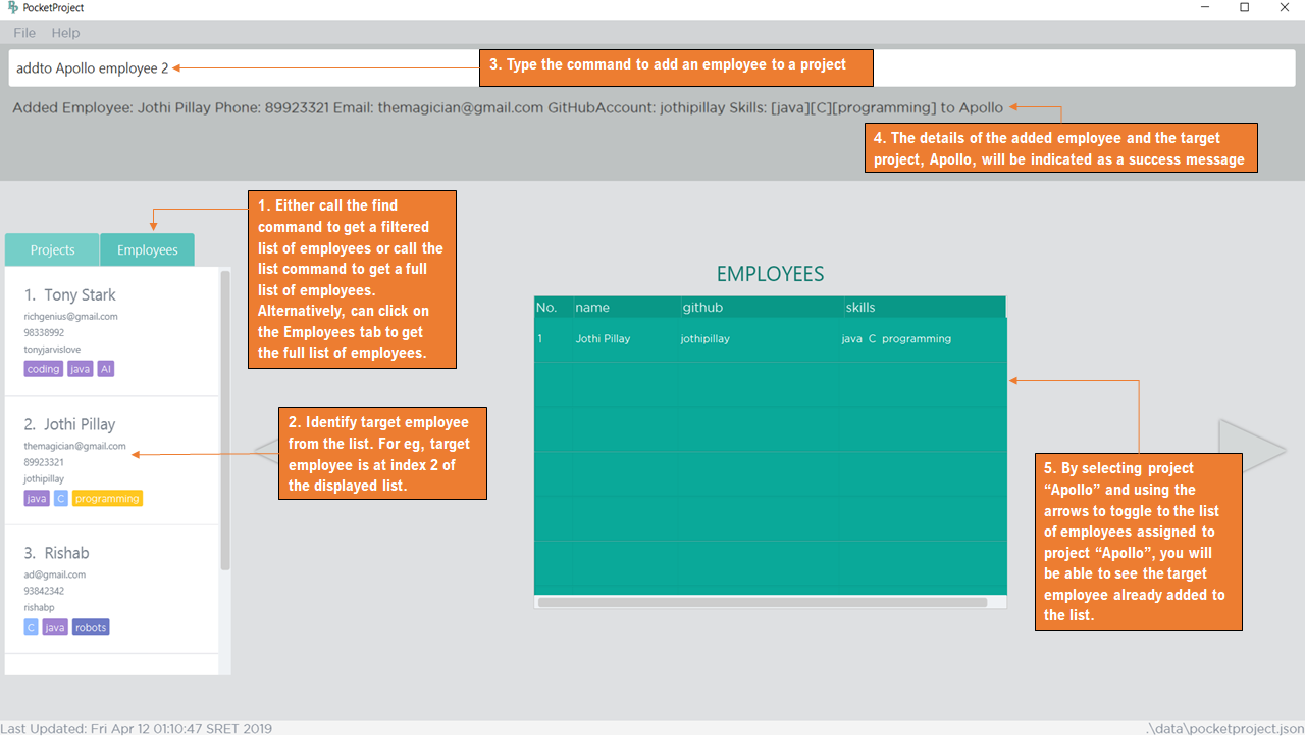 PocketProject
File Help
addto Apollo employee 2
3. Type the command to add an employee to a project
Added Employee: Jothi Pillay Phone: 89923321 Email: themagician@gmail.com GitHubAccount: jothipillay Skills: [java][C][programming] to Apollo
4. The details of the added employee and the target
project, Apollo, will be indicated as a success message
1. Either call the find
command to get a filtered
list of employees or call the
list command to get a full
list of employees.
Alternatively, can click on
the Employees tab to get
the full list of employees.
Projects Employees
1. Tony Stark
richgenius@gmail.com
98338992
tonyjarvislove
coding java AI
2. Jothi Pillay
themagician@gmail.com
89923321
jothipillay
java C programming
3. Rishab
ad@gmail.com
93842342
rishabp
C java robots
2. Identify target employee
from the list. For eg, target
employee is at index 2 of
the displayed list.
EMPLOYEES
No. name github skills
1 Jothi Pillay jothipillay java C programming
5. By selecting project
“Apollo” and using the
arrows to toggle to the list
of employees assigned to
project “Apollo”, you will
be able to see the target
employee already added to
the list.
Last Updated: Fri Apr 12 01:10:47 SRET 2019
.\data\pocketproject.json